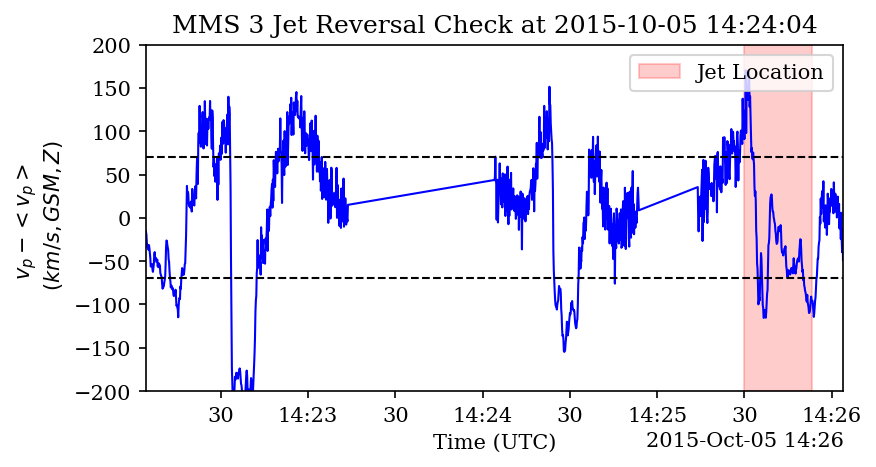 MMS 3 Jet Reversal Check at 2015-10-05 14:24:04
v_p − < v_p >
(km/s, GSM, Z)
200
150
100
50
0
−50
−100
−150
−200
Jet Location
30 14:23 30 14:24 30 14:25 30 14:26
Time (UTC)
2015-Oct-05 14:26